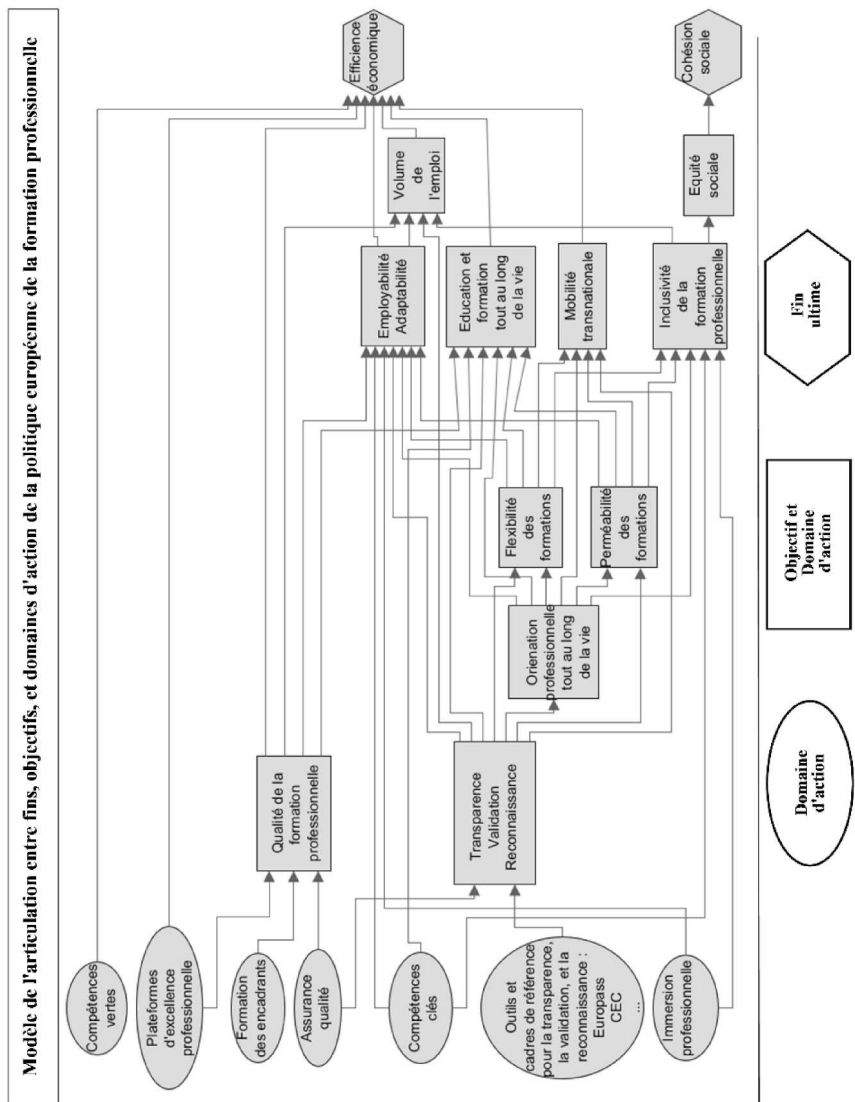 Modèle de l'articulation entre fins, objectifs, et domaines d'action de la politique européenne de la formation professionnelle
Compétences
vertes
Plateformes
d'excellence
professionnelle
Formation
des encadrants
Assurance
qualité
Compétences
clés
Outils et
cadres de référence
pour la transparence,
la validation, et la
reconnaissance :
Europass
CEC
...
Immersion
professionnelle
Qualité de la
formation
professionnelle
Transparence
Validation
Reconnaissance
Orienation
professionnelle
tout au long
de la vie
Flexibilité
des
formations
Perméabilité
des
formations
Employabilité
Adaptabilité
Education et
formation
tout au long
de la vie
Mobilité
transnationale
Inclusivité
de la
formation
professionnelle
Volume
de
l'emploi
Equité
sociale
Efficience
économique
Cohésion
sociale
Domaine
d'action
Objectif et
Domaine
d'action
Fin
ultime